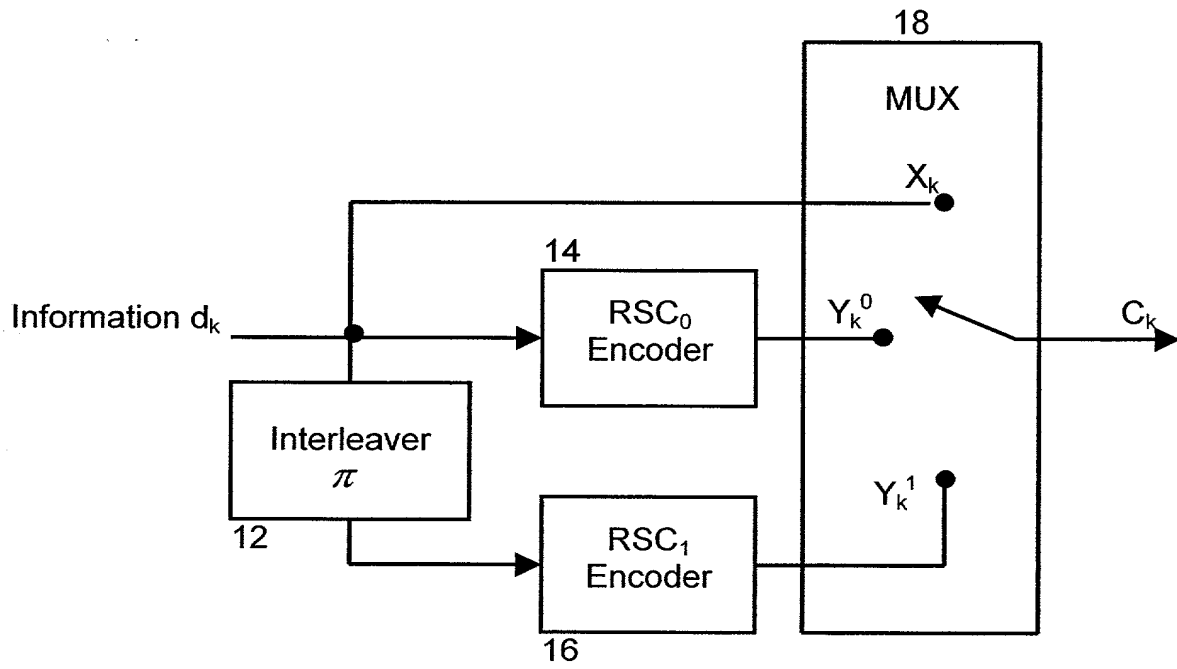 18
MUX
X_k
14
Information d_k
RSC_0
Encoder
Y_k^0
C_k
Interleaver
π
12
RSC_1
Encoder
Y_k^1
16